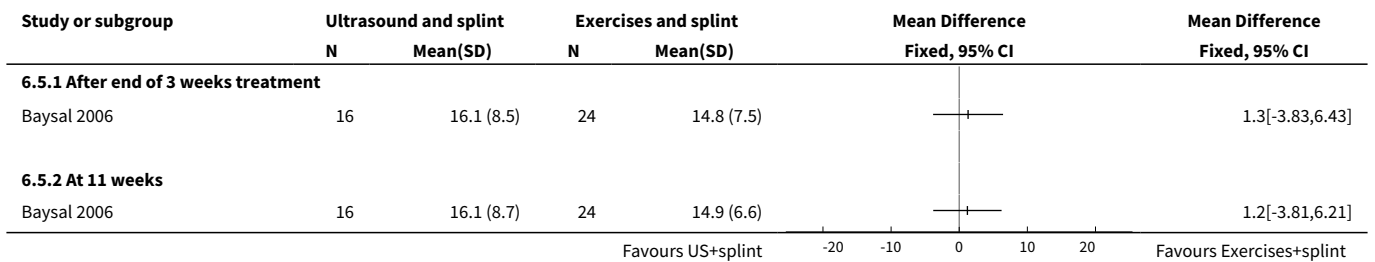 Study or subgroup Ultrasound and splint Exercises and splint Mean Difference Mean Difference
N Mean(SD) N Mean(SD) Fixed, 95% CI Fixed, 95% CI
6.5.1 After end of 3 weeks treatment
Baysal 2006 16 16.1 (8.5) 24 14.8 (7.5) 1.3[-3.83,6.43]
6.5.2 At 11 weeks
Baysal 2006 16 16.1 (8.7) 24 14.9 (6.6) 1.2[-3.81,6.21]
Favours US+splint -20 -10 0 10 20 Favours Exercises+splint